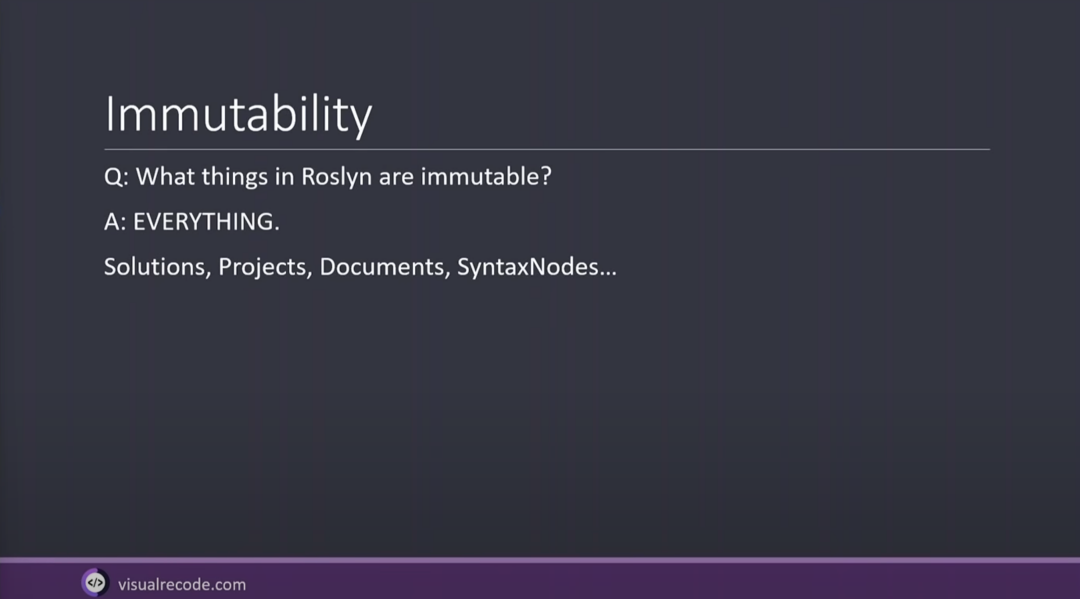 Immutability
Q: What things in Roslyn are immutable?
A: EVERYTHING.
Solutions, Projects, Documents, SyntaxNodes...
</> visualrecode.com